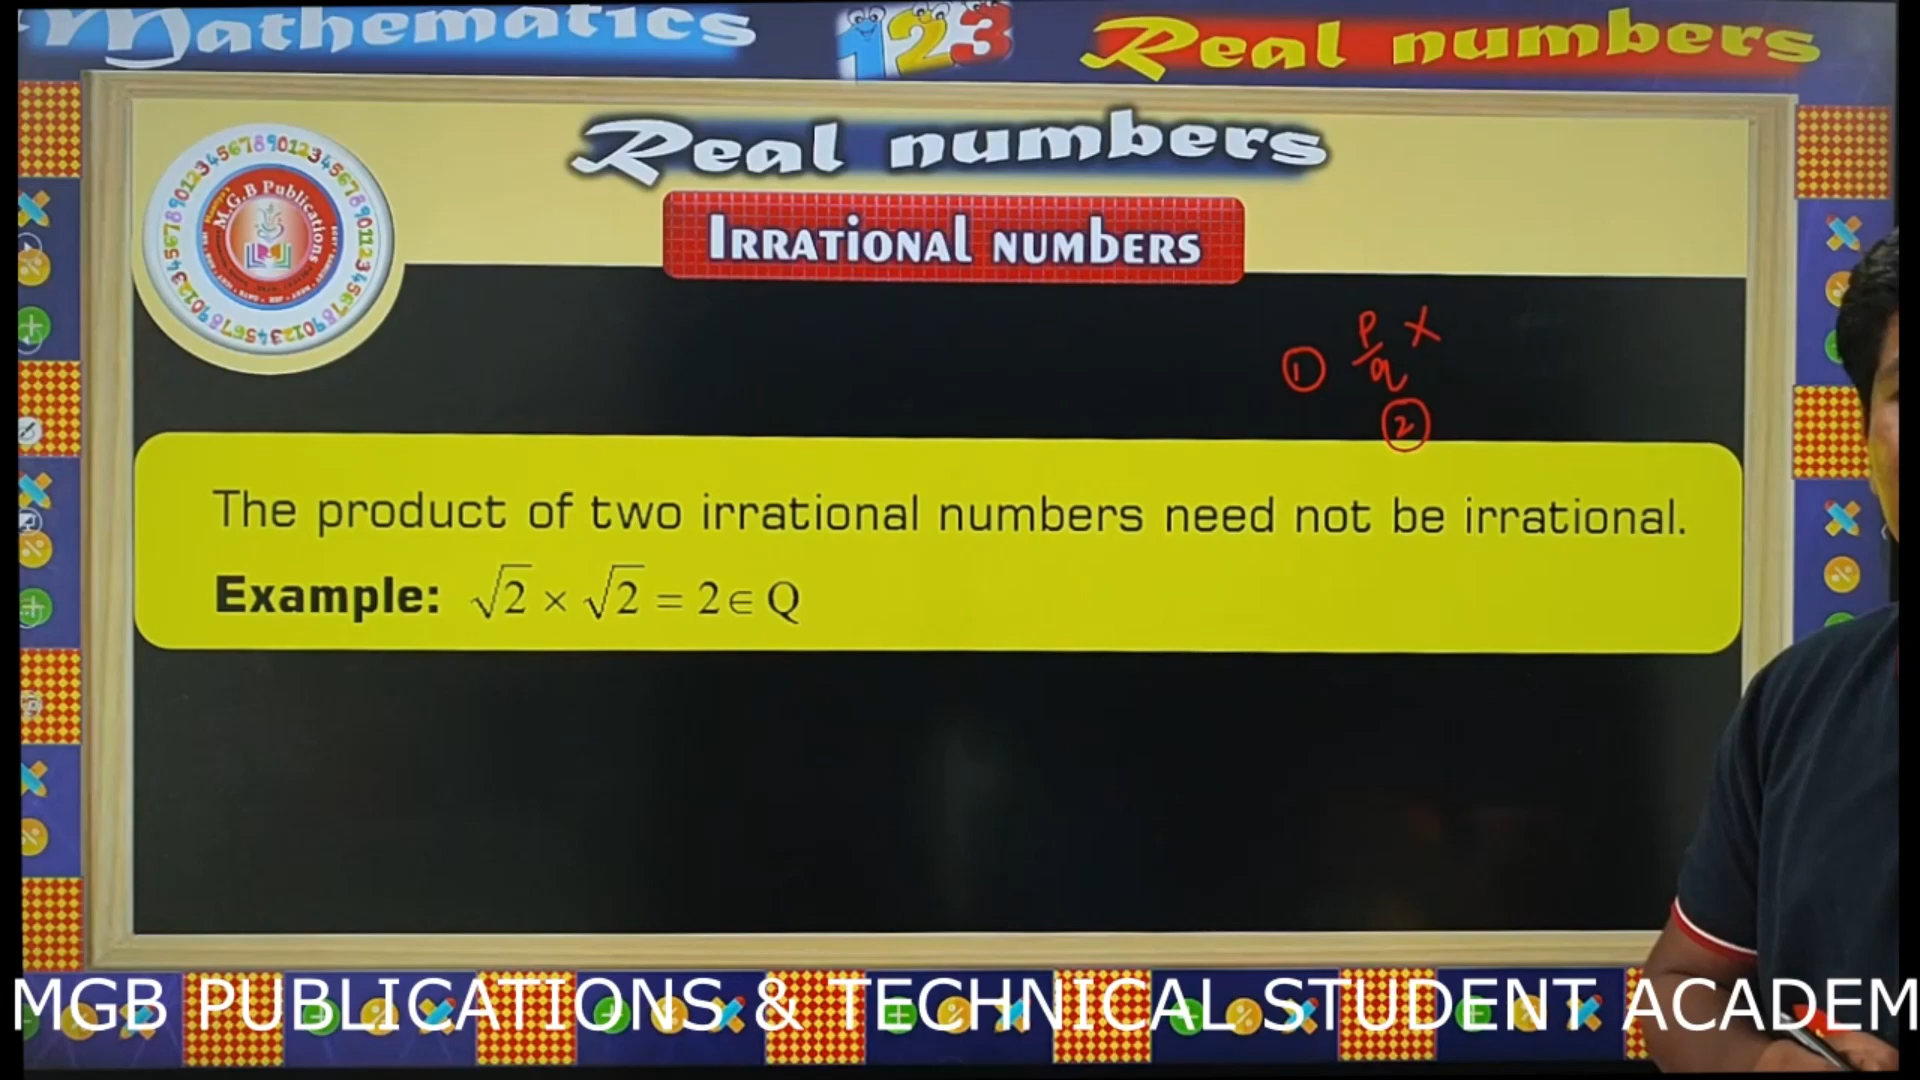 Mathematics
123
Real numbers
Real numbers
Irrational numbers
M.G.B Publications
① p/q ×
②
The product of two irrational numbers need not be irrational.
Example: √2 × √2 = 2 ∈ Q
MGB PUBLICATIONS & TECHNICAL STUDENT ACADEM